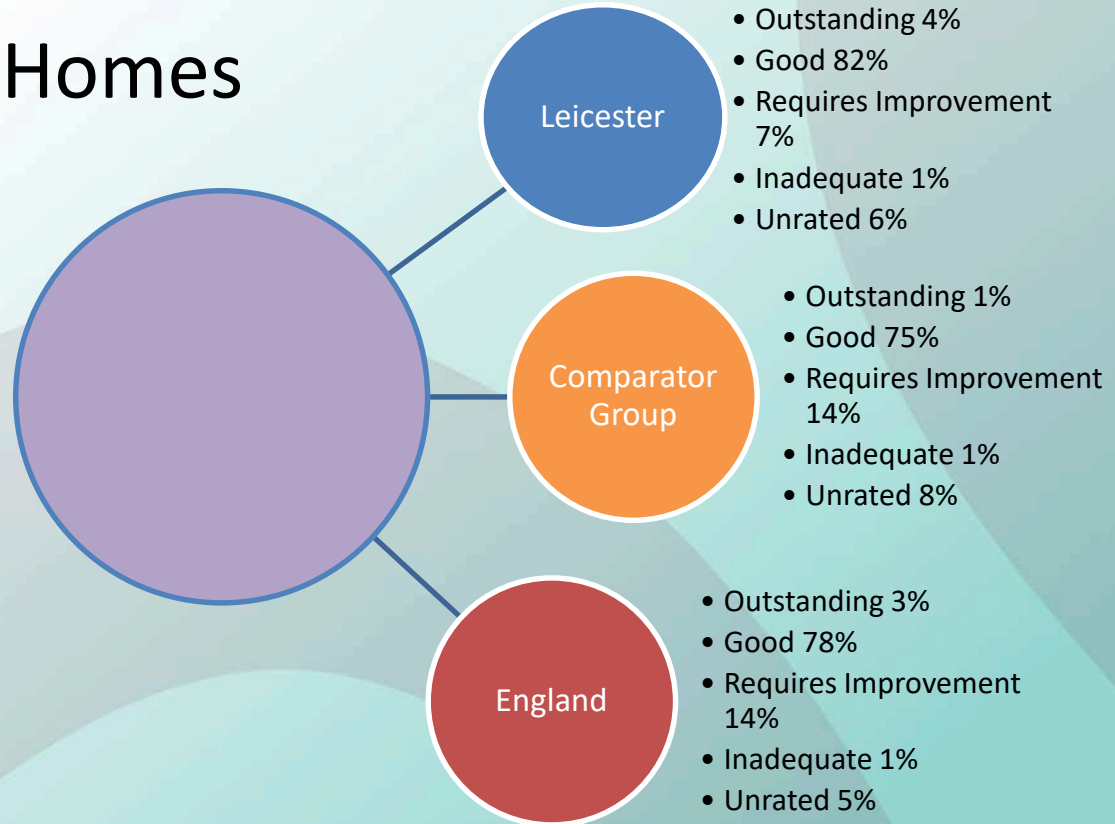 Homes
Leicester
• Outstanding 4%
• Good 82%
• Requires Improvement
7%
• Inadequate 1%
• Unrated 6%
Comparator
Group
• Outstanding 1%
• Good 75%
• Requires Improvement
14%
• Inadequate 1%
• Unrated 8%
England
• Outstanding 3%
• Good 78%
• Requires Improvement
14%
• Inadequate 1%
• Unrated 5%